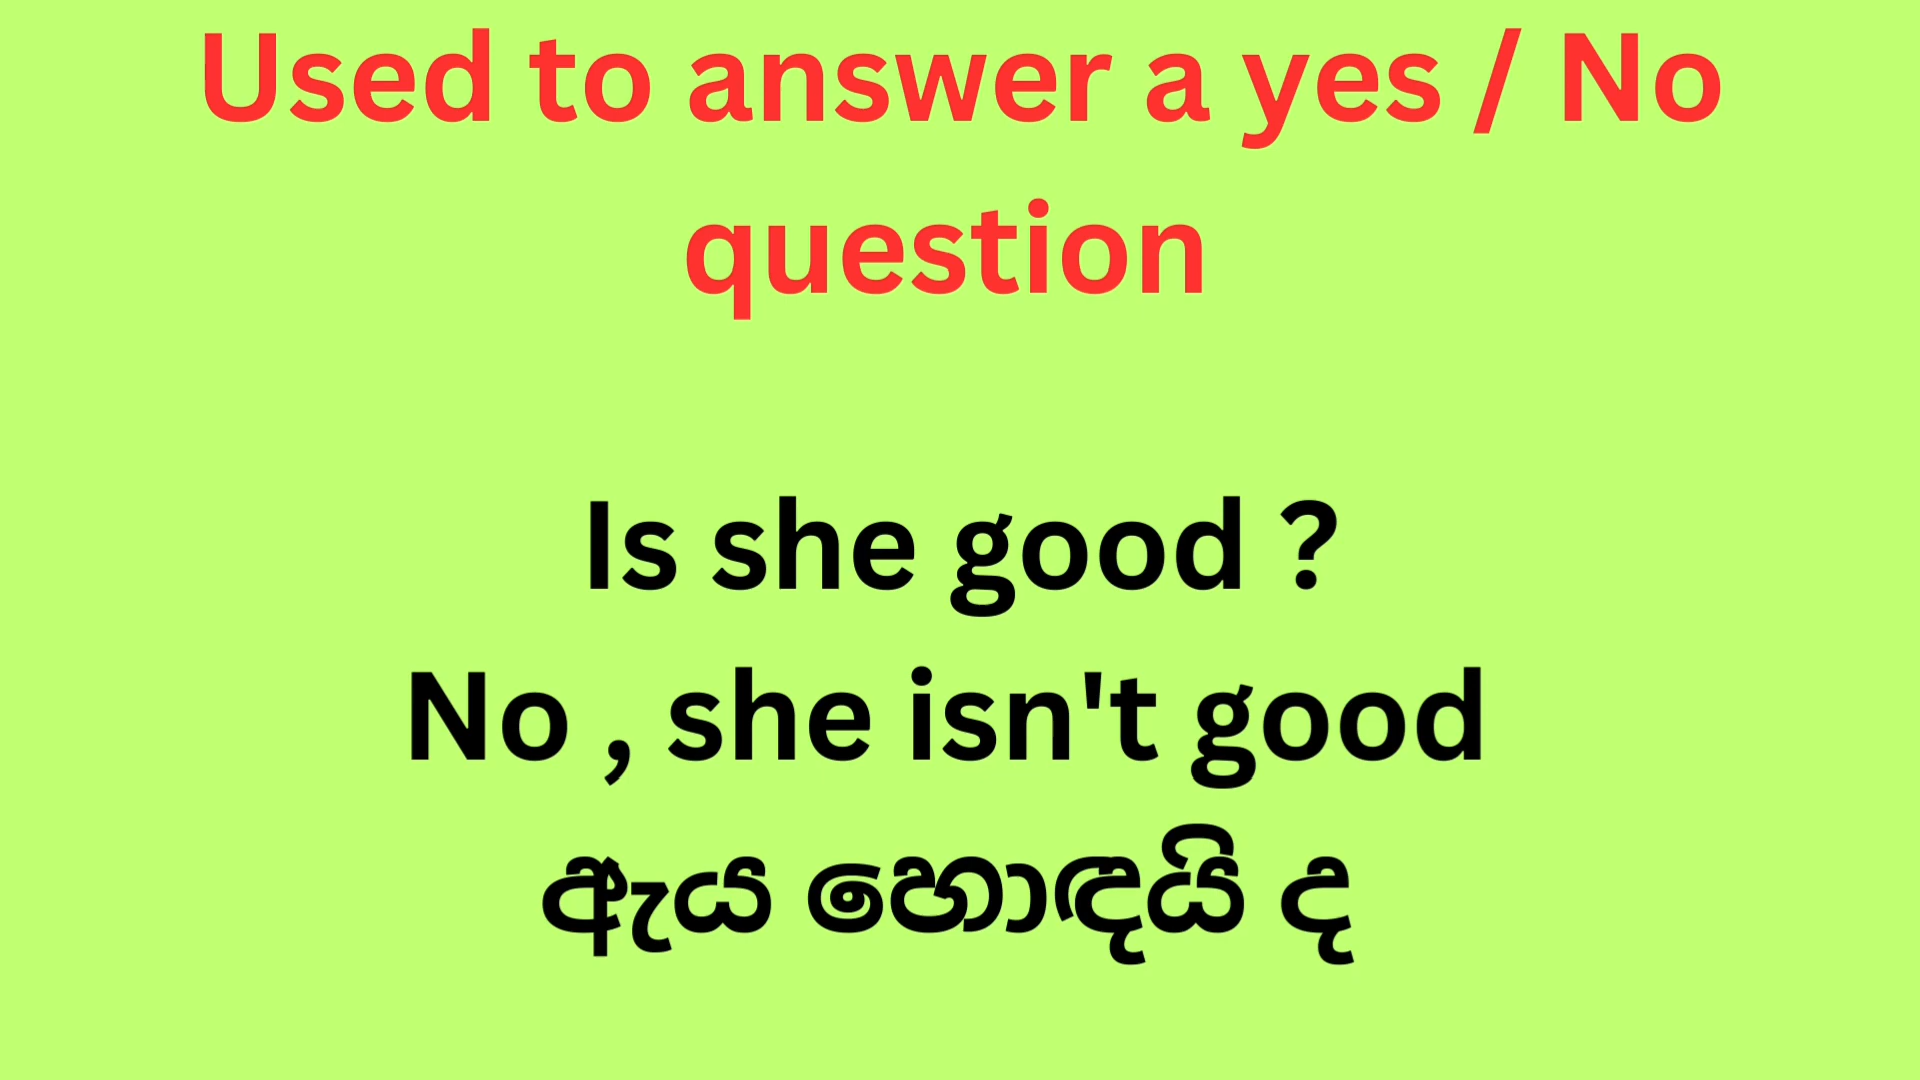 Used to answer a yes / No
question
Is she good ?
No , she isn't good
ඇය හොඳයි ද